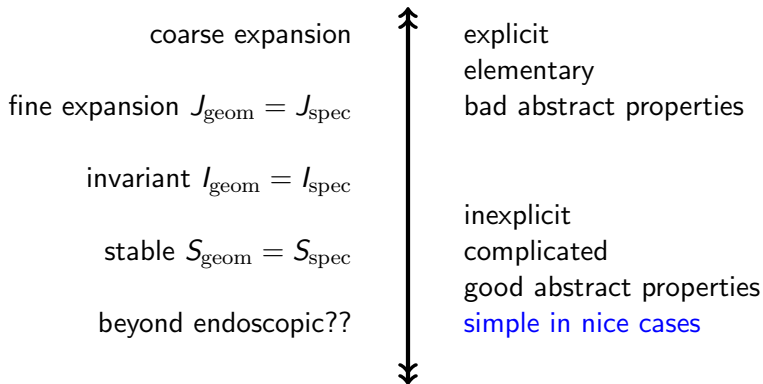 coarse expansion
fine expansion J_geom = J_spec
invariant I_geom = I_spec
stable S_geom = S_spec
beyond endoscopic??
explicit
elementary
bad abstract properties
inexplicit
complicated
good abstract properties
simple in nice cases